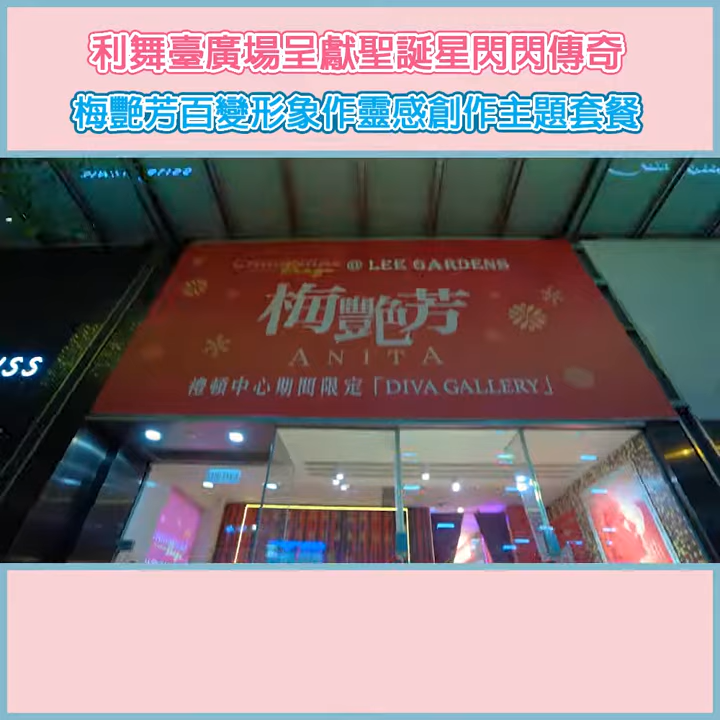 利舞臺廣場呈獻聖誕星閃閃傳奇
梅艷芳百變形象作靈感創作主題套餐
@ LEE GARDENS
梅艷芳
ANITA
禮頓中心期間限定「DIVA GALLERY」